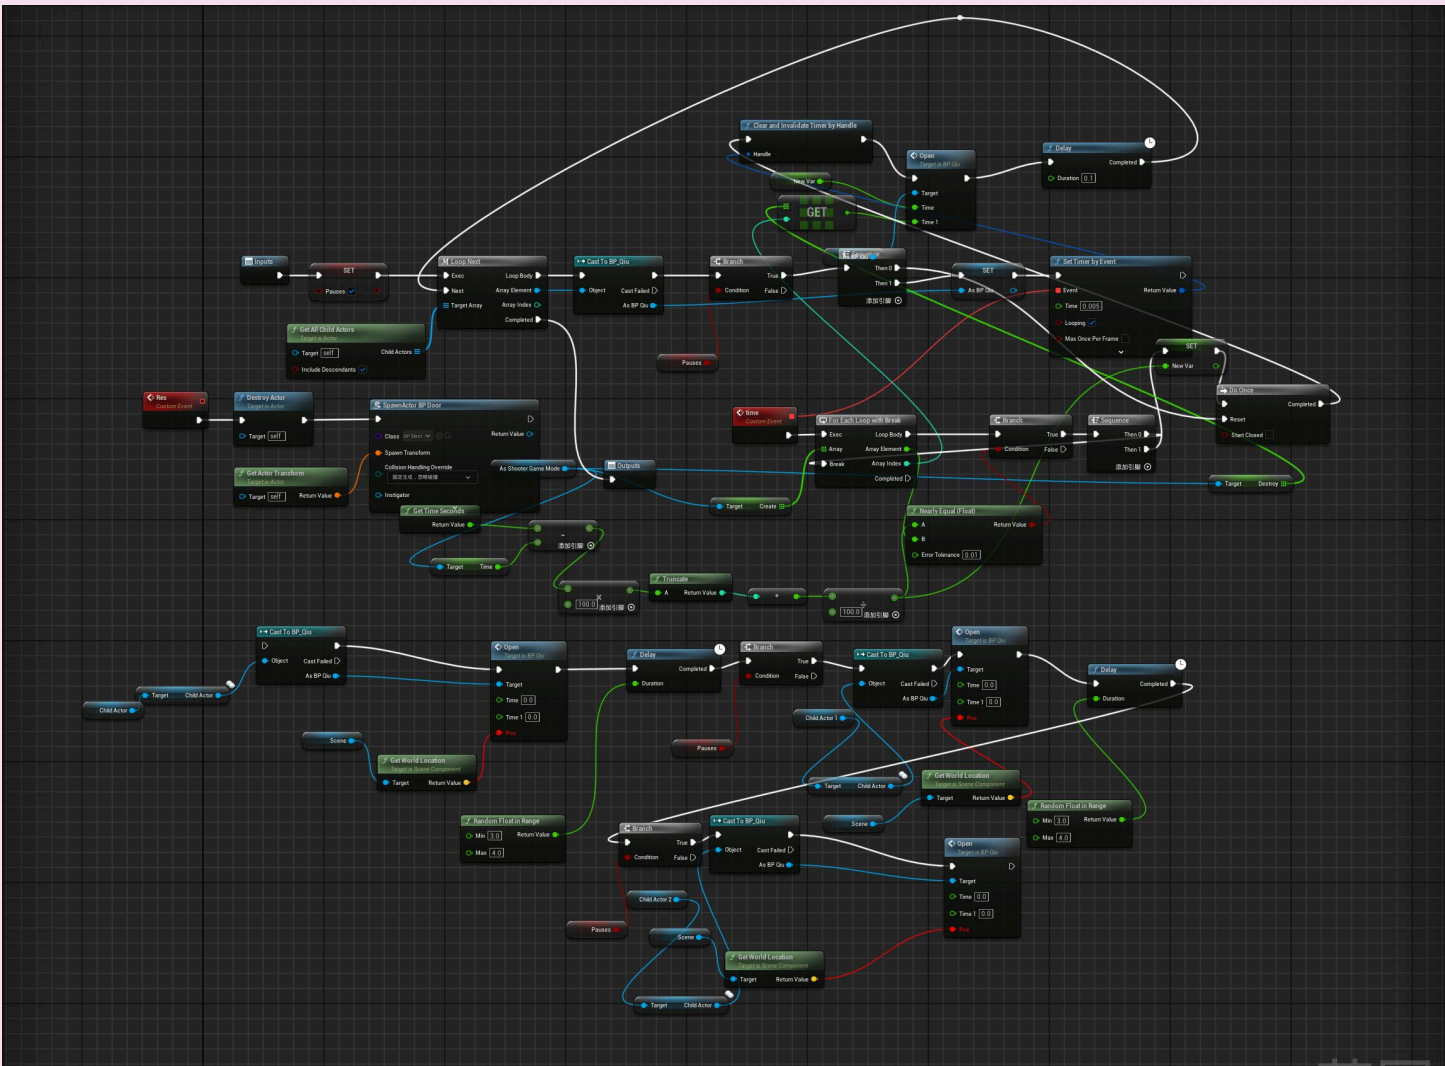 Clear and Invalidate Timer by Handle
Handle
New Var
GET
Open
Target is BP Qiu
Target
Time
Time 1
Delay
Completed
Duration 0.1
Inputs
SET
Pauses
Loop Next
Exec
Loop Body
Next
Array Element
Target Array
Array Index
Completed
Cast To BP_Qiu
Object
Cast Failed
As BP Qiu
Branch
True
Condition
False
Then 0
Then 1
添加引脚
SET
As BP Qiu
Set Timer by Event
Event
Return Value
Time 0.005
Looping
Max Once Per Frame
Get All Child Actors
Target is Actor
Target self
Child Actors
Include Descendants
Pauses
SET
New Var
Do Once
Completed
Reset
Start Closed
Res
Custom Event
Destroy Actor
Target is Actor
Target self
SpawnActor BP Door
Class BP Door
Return Value
Spawn Transform
Collision Handling Override
固定生成，忽略碰撞
Instigator
Get Actor Transform
Target is Actor
Target self
Return Value
As Shooter Game Mode
Outputs
time
Custom Event
For Each Loop with Break
Exec
Loop Body
Array
Array Element
Break
Array Index
Completed
Branch
True
Condition
False
Sequence
Then 0
Then 1
添加引脚
Target
Destroy
Target
Create
Get Time Seconds
Return Value
-
添加引脚
Target
Time
Nearly Equal (Float)
A
Return Value
B
Error Tolerance 0.01
x
100.0 添加引脚
Truncate
A
Return Value
÷
100.0 添加引脚
Cast To BP_Qiu
Object
Cast Failed
As BP Qiu
Target
Child Actor
Child Actor
Open
Target is BP Qiu
Target
Time 0.0
Time 1 0.0
Pos
Scene
Get World Location
Target is Scene Component
Target
Return Value
Delay
Completed
Duration
Random Float in Range
Min 3.0
Return Value
Max 4.0
Branch
True
Condition
False
Pauses
Cast To BP_Qiu
Object
Cast Failed
As BP Qiu
Child Actor 1
Target
Child Actor
Open
Target is BP Qiu
Target
Time 0.0
Time 1 0.0
Pos
Scene
Get World Location
Target is Scene Component
Target
Return Value
Delay
Completed
Duration
Random Float in Range
Min 3.0
Return Value
Max 4.0
Branch
True
Condition
False
Pauses
Cast To BP_Qiu
Object
Cast Failed
As BP Qiu
Child Actor 2
Scene
Target
Child Actor
Get World Location
Target is Scene Component
Target
Return Value
Open
Target is BP Qiu
Target
Time 0.0
Time 1 0.0
Pos